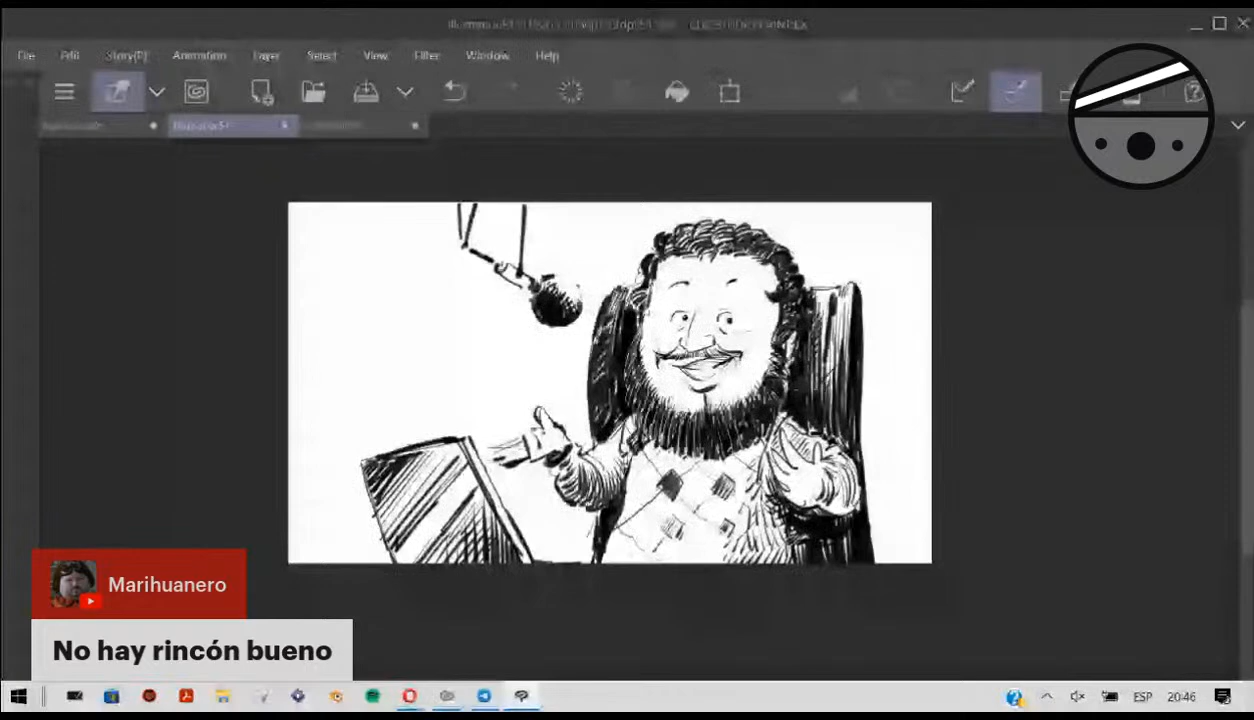 File Edit Story(P) Animation Layer Select View Filter Window Help
Marihuanero
No hay rincón bueno
ESP 20:46